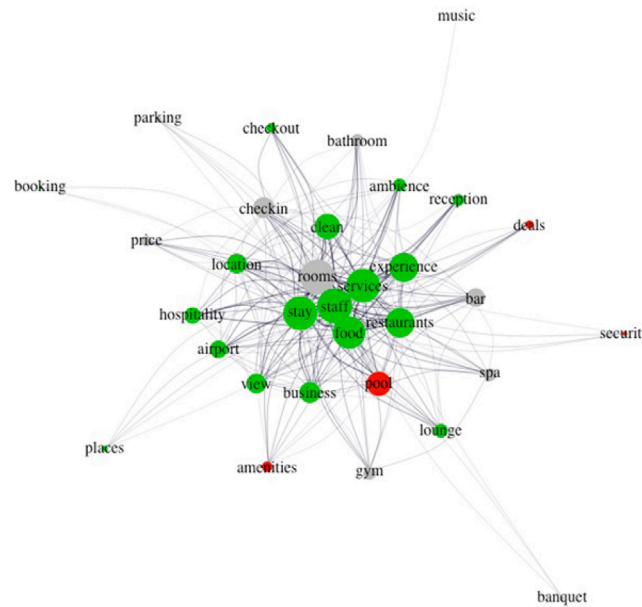 music
parking
checkout
bathroom
booking
ambience
reception
checkin
deals
clean
price
location
experience
rooms
services
bar
staff
stay
hospitality
restaurants
food
securit
airport
spa
view
pool
business
lounge
places
amenities
gym
banquet